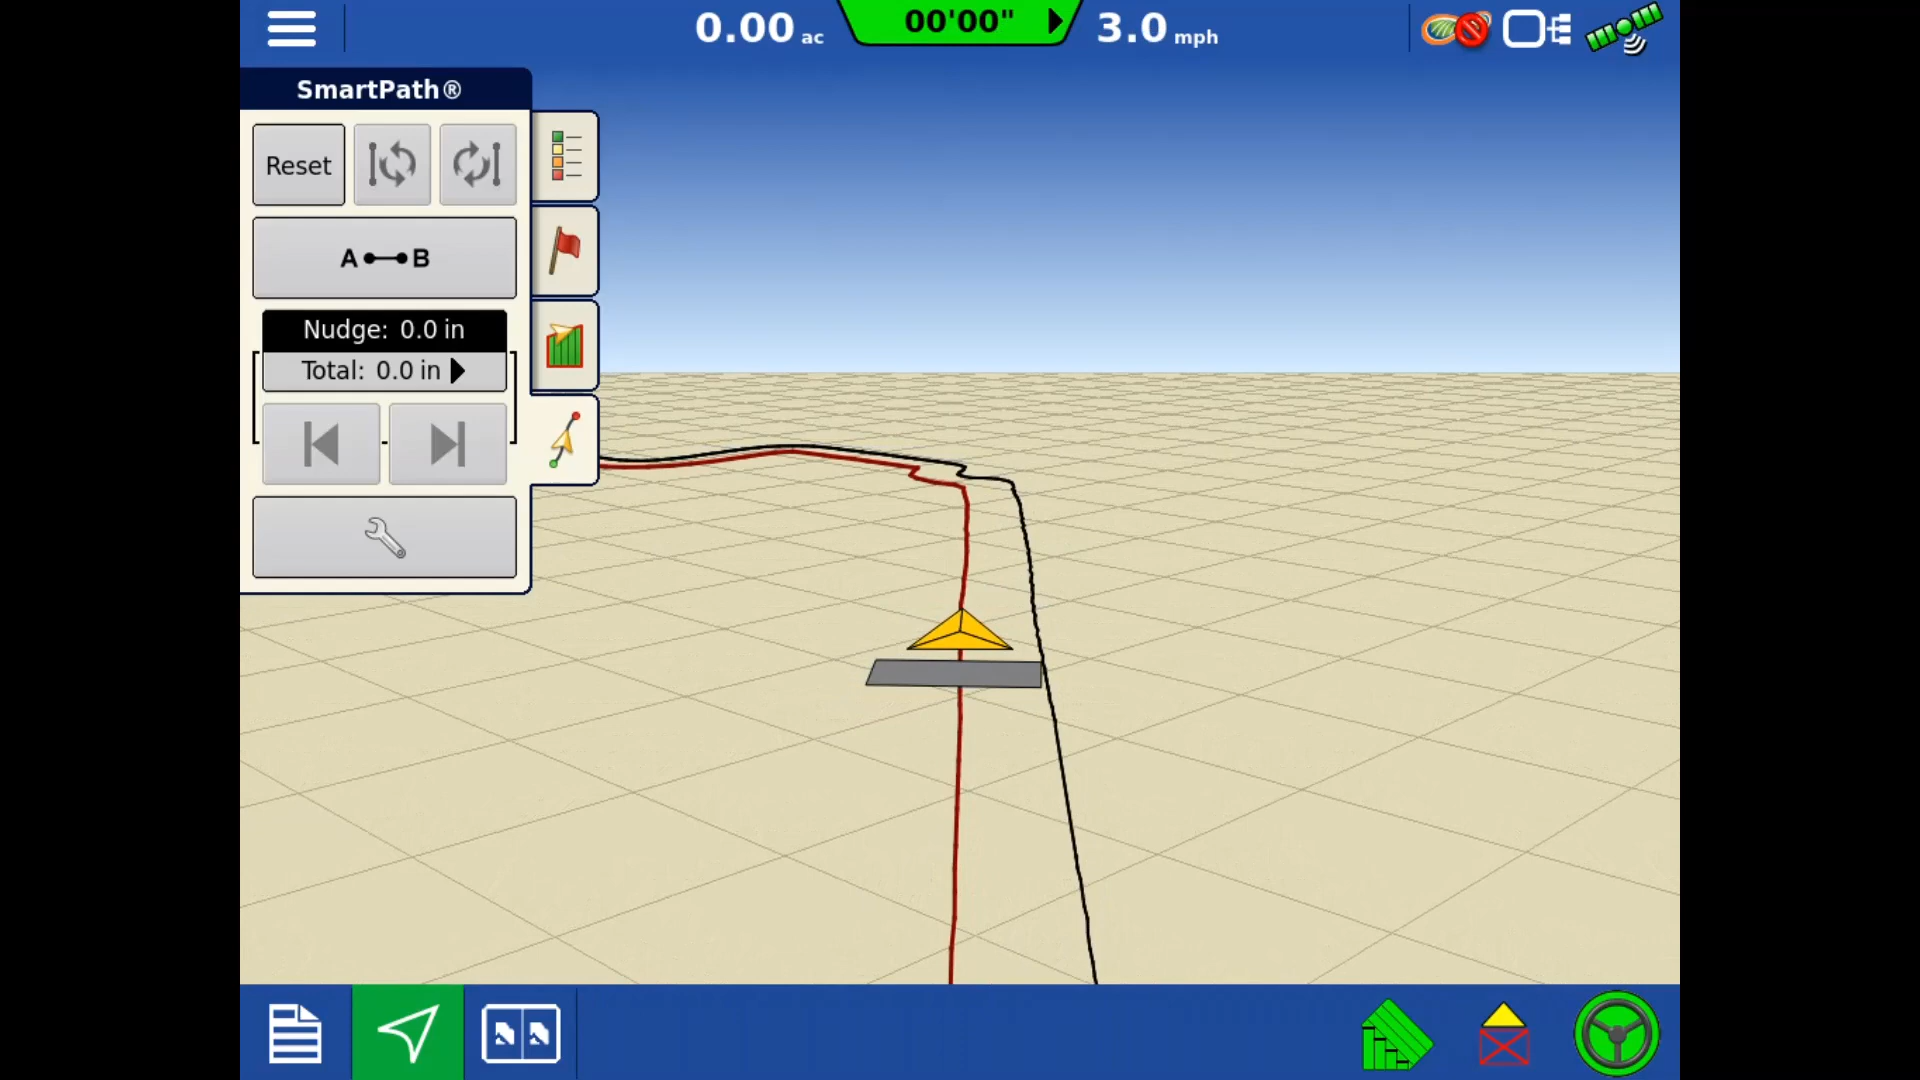 0.00 ac
00'00"
3.0 mph
SmartPath®
Reset
A B
Nudge: 0.0 in
Total: 0.0 in